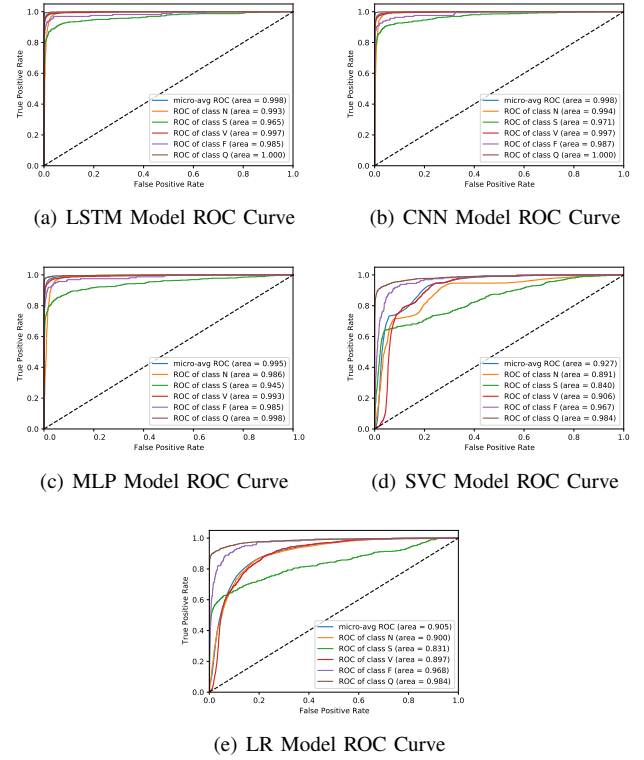 1.0
0.8
0.6
0.4
0.2
0.0
True Positive Rate
0.0 0.2 0.4 0.6 0.8 1.0
False Positive Rate
micro-avg ROC (area = 0.998)
ROC of class N (area = 0.993)
ROC of class S (area = 0.965)
ROC of class V (area = 0.997)
ROC of class F (area = 0.985)
ROC of class Q (area = 1.000)
(a) LSTM Model ROC Curve
1.0
0.8
0.6
0.4
0.2
0.0
True Positive Rate
0.0 0.2 0.4 0.6 0.8 1.0
False Positive Rate
micro-avg ROC (area = 0.998)
ROC of class N (area = 0.994)
ROC of class S (area = 0.971)
ROC of class V (area = 0.997)
ROC of class F (area = 0.987)
ROC of class Q (area = 1.000)
(b) CNN Model ROC Curve
1.0
0.8
0.6
0.4
0.2
0.0
True Positive Rate
0.0 0.2 0.4 0.6 0.8 1.0
False Positive Rate
micro-avg ROC (area = 0.995)
ROC of class N (area = 0.986)
ROC of class S (area = 0.945)
ROC of class V (area = 0.993)
ROC of class F (area = 0.985)
ROC of class Q (area = 0.998)
(c) MLP Model ROC Curve
1.0
0.8
0.6
0.4
0.2
0.0
True Positive Rate
0.0 0.2 0.4 0.6 0.8 1.0
False Positive Rate
micro-avg ROC (area = 0.927)
ROC of class N (area = 0.891)
ROC of class S (area = 0.840)
ROC of class V (area = 0.906)
ROC of class F (area = 0.967)
ROC of class Q (area = 0.984)
(d) SVC Model ROC Curve
1.0
0.8
0.6
0.4
0.2
0.0
True Positive Rate
0.0 0.2 0.4 0.6 0.8 1.0
False Positive Rate
micro-avg ROC (area = 0.905)
ROC of class N (area = 0.900)
ROC of class S (area = 0.831)
ROC of class V (area = 0.897)
ROC of class F (area = 0.968)
ROC of class Q (area = 0.984)
(e) LR Model ROC Curve